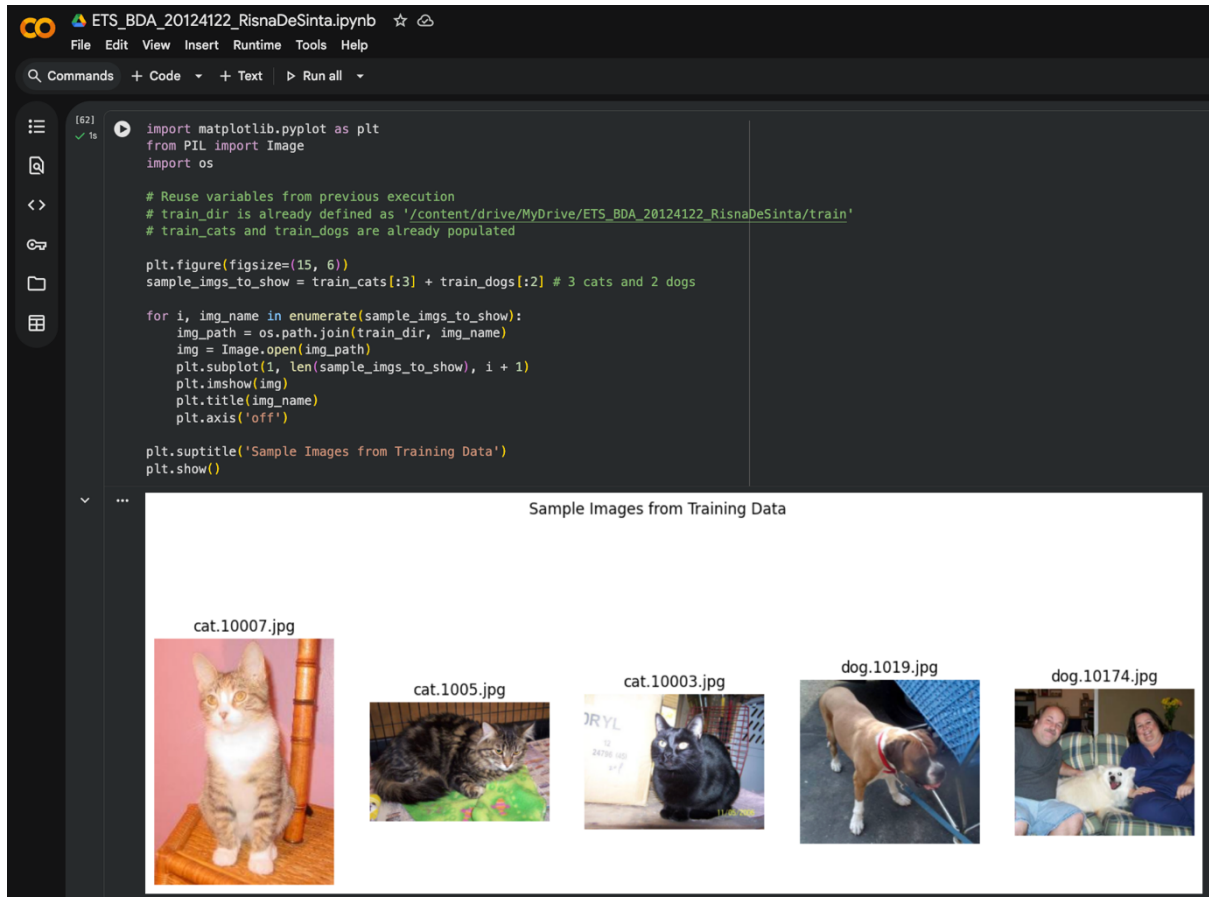 CO
ETS_BDA_20124122_RisnaDeSinta.ipynb
File Edit View Insert Runtime Tools Help
Commands + Code + Text Run all
[62]
1s
import matplotlib.pyplot as plt
from PIL import Image
import os
# Reuse variables from previous execution
# train_dir is already defined as '/content/drive/MyDrive/ETS_BDA_20124122_RisnaDeSinta/train'
# train_cats and train_dogs are already populated
plt.figure(figsize=(15, 6))
sample_imgs_to_show = train_cats[:3] + train_dogs[:2] # 3 cats and 2 dogs
for i, img_name in enumerate(sample_imgs_to_show):
    img_path = os.path.join(train_dir, img_name)
    img = Image.open(img_path)
    plt.subplot(1, len(sample_imgs_to_show), i + 1)
    plt.imshow(img)
    plt.title(img_name)
    plt.axis('off')
plt.suptitle('Sample Images from Training Data')
plt.show()
Sample Images from Training Data
cat.10007.jpg
cat.1005.jpg
cat.10003.jpg
dog.1019.jpg
dog.10174.jpg